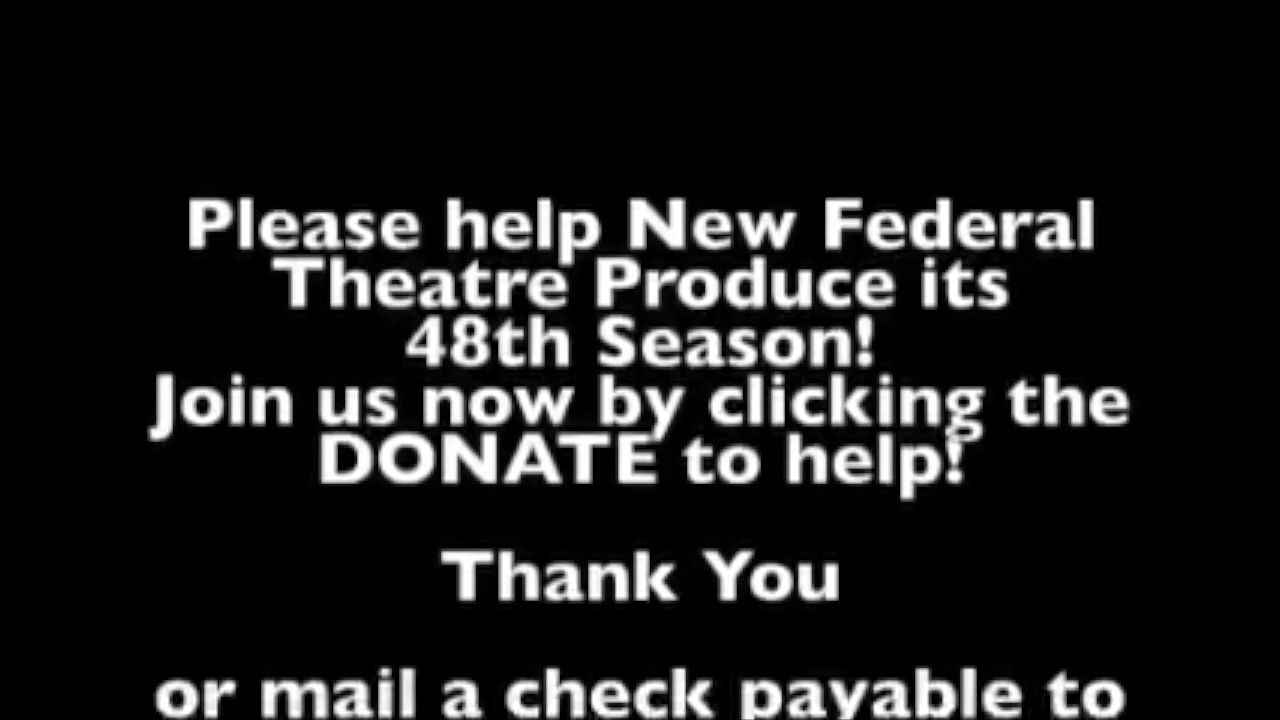 Please help New Federal
Theatre Produce its
48th Season!
Join us now by clicking the
DONATE to help!
Thank You
or mail a check payable to